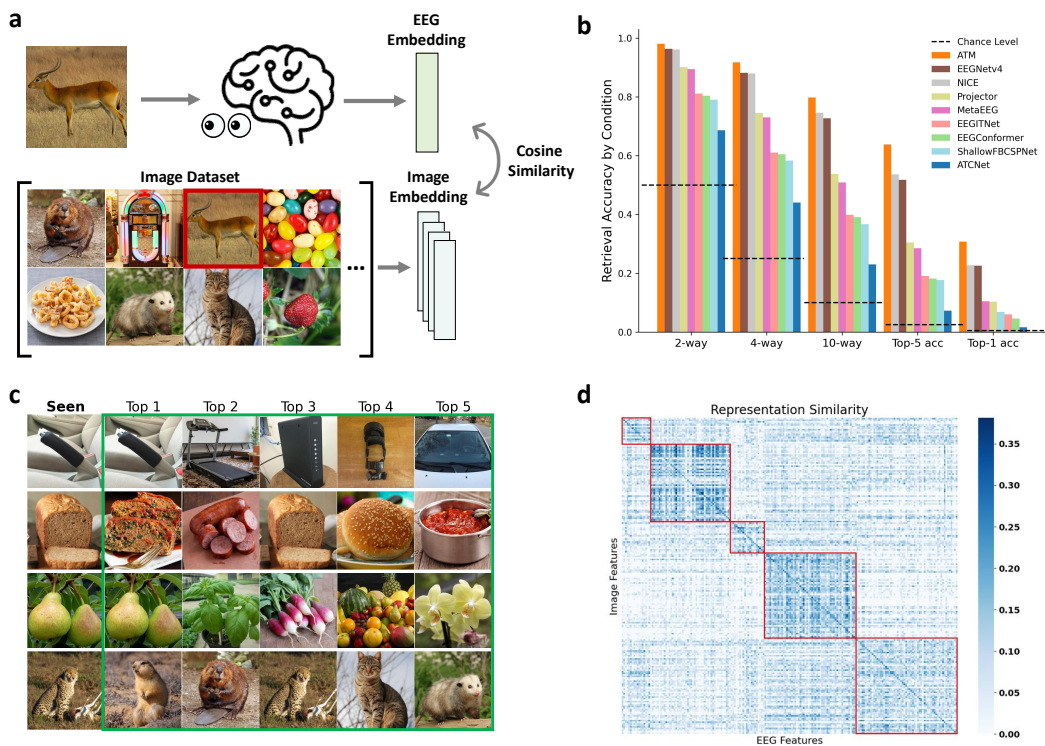 a
EEG
Embedding
Cosine
Similarity
Image Dataset
Image
Embedding
...
b
Retrieval Accuracy by Condition
0.0
0.2
0.4
0.6
0.8
1.0
2-way
4-way
10-way
Top-5 acc
Top-1 acc
Chance Level
ATM
EEGNetv4
NICE
Projector
MetaEEG
EEGITNet
EEGConformer
ShallowFBCSPNet
ATCNet
c
Seen Top 1 Top 2 Top 3 Top 4 Top 5
d
Representation Similarity
Image Features
EEG Features
0.35
0.30
0.25
0.20
0.15
0.10
0.05
0.00